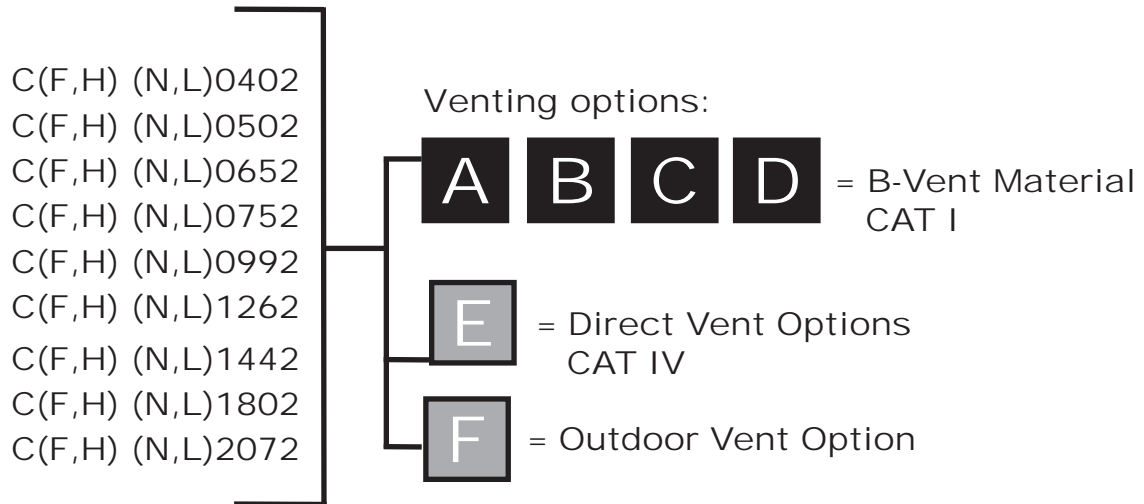 C(F,H) (N,L)0402
C(F,H) (N,L)0502
C(F,H) (N,L)0652
C(F,H) (N,L)0752
C(F,H) (N,L)0992
C(F,H) (N,L)1262
C(F,H) (N,L)1442
C(F,H) (N,L)1802
C(F,H) (N,L)2072
Venting options:
A B C D = B-Vent Material
CAT I
E = Direct Vent Options
CAT IV
F = Outdoor Vent Option